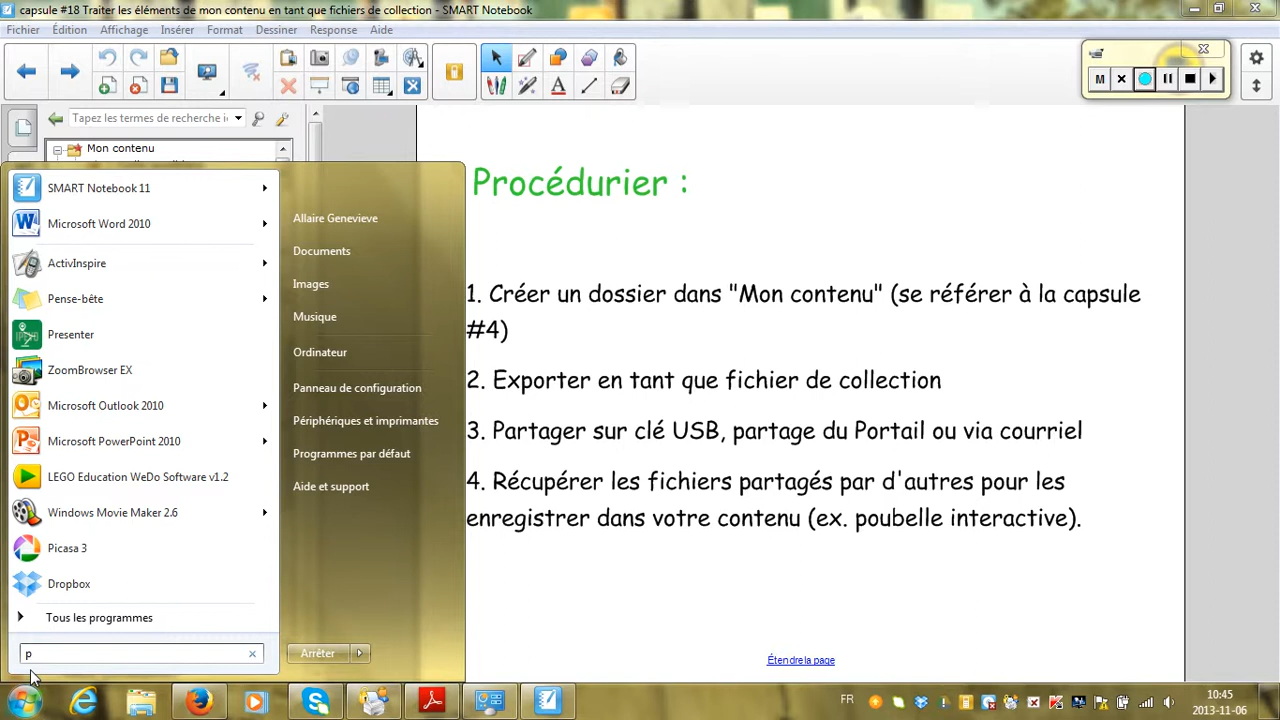 capsule #18 Traiter les éléments de mon contenu en tant que fichiers de collection - SMART Notebook
Fichier Édition Affichage Insérer Format Dessiner Response Aide
Tapez les termes de recherche i
Mon contenu
SMART Notebook 11
Microsoft Word 2010
ActivInspire
Pense-bête
Presenter
ZoomBrowser EX
Microsoft Outlook 2010
Microsoft PowerPoint 2010
LEGO Education WeDo Software v1.2
Windows Movie Maker 2.6
Picasa 3
Dropbox
Tous les programmes
p
Allaire Genevieve
Documents
Images
Musique
Ordinateur
Panneau de configuration
Périphériques et imprimantes
Programmes par défaut
Aide et support
Arrêter
M
Procédurier :
1. Créer un dossier dans "Mon contenu" (se référer à la capsule
#4)
2. Exporter en tant que fichier de collection
3. Partager sur clé USB, partage du Portail ou via courriel
4. Récupérer les fichiers partagés par d'autres pour les
enregistrer dans votre contenu (ex. poubelle interactive).
Étendre la page
FR
10:45
2013-11-06